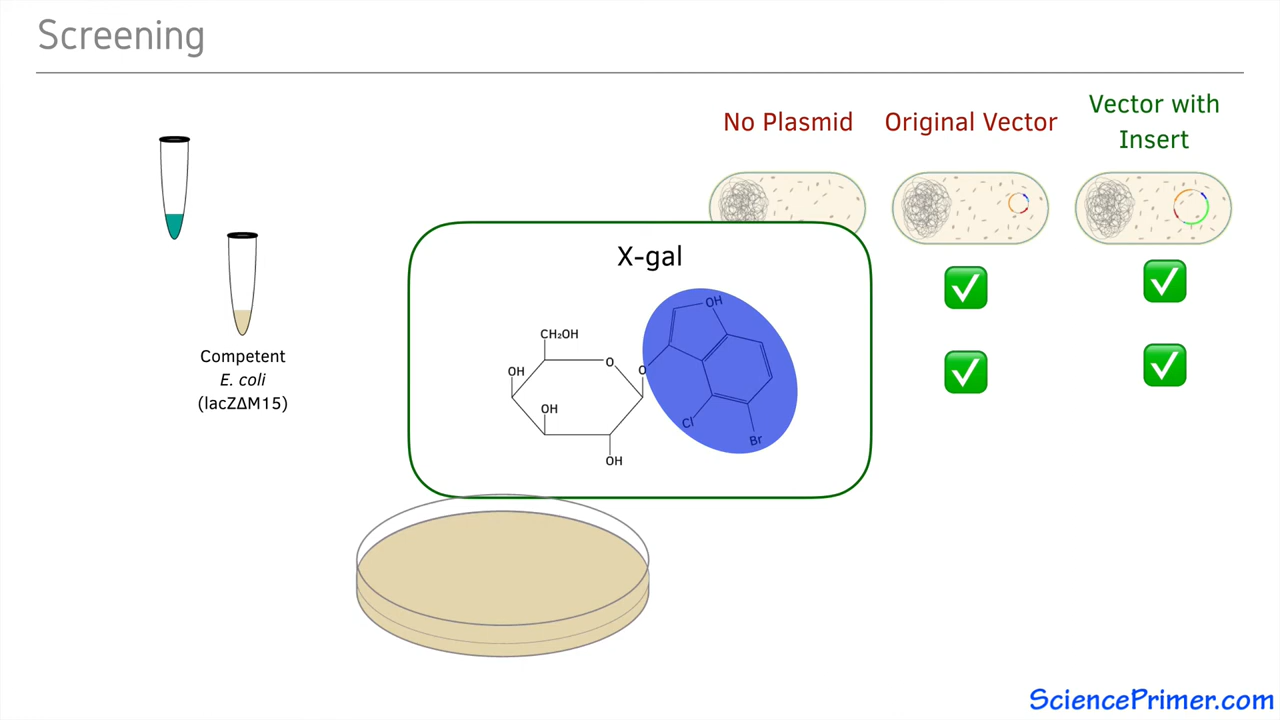 Screening
No Plasmid
Original Vector
Vector with
Insert
X-gal
CH₂OH
O
OH
OH
OH
O
OH
Cl
Br
Competent
E. coli
(lacZΔM15)
SciencePrimer.com